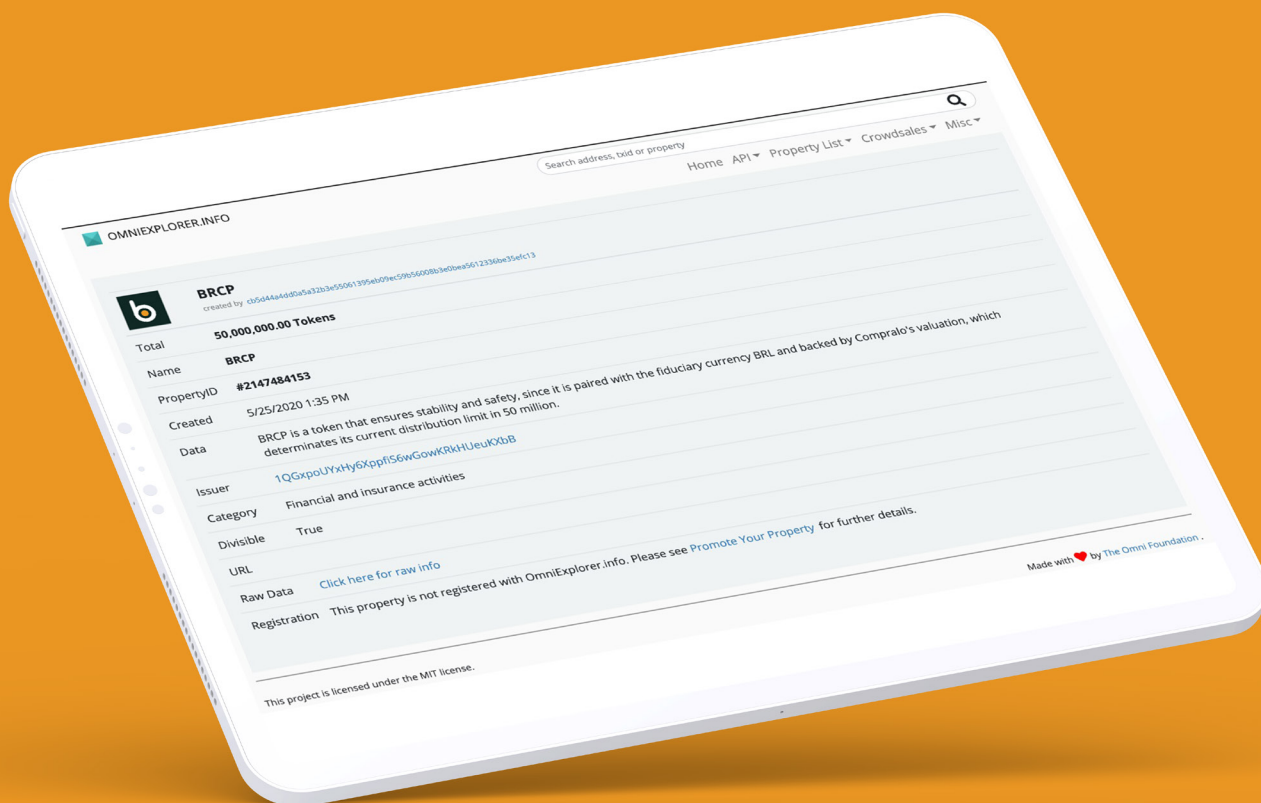 Search address, txid or property
OMNIEXPLORER.INFO
Home API Property List Crowdsales Misc
BRCP
created by cb5d44a4dd0a5a32b3e55061395eb09ec59b56008b3e0bea5612336be35efc13
Total 50,000,000.00 Tokens
Name BRCP
PropertyID #2147484153
Created 5/25/2020 1:35 PM
Data BRCP is a token that ensures stability and safety, since it is paired with the fiduciary currency BRL and backed by Compralo's valuation, which
determinates its current distribution limit in 50 million.
Issuer 1QGxpoUYxHy6XppfiS6wGowKRkHUeuKXbB
Category Financial and insurance activities
Divisible True
URL
Raw Data Click here for raw info
Registration This property is not registered with OmniExplorer.info. Please see Promote Your Property for further details.
Made with ❤ by The Omni Foundation .
This project is licensed under the MIT license.